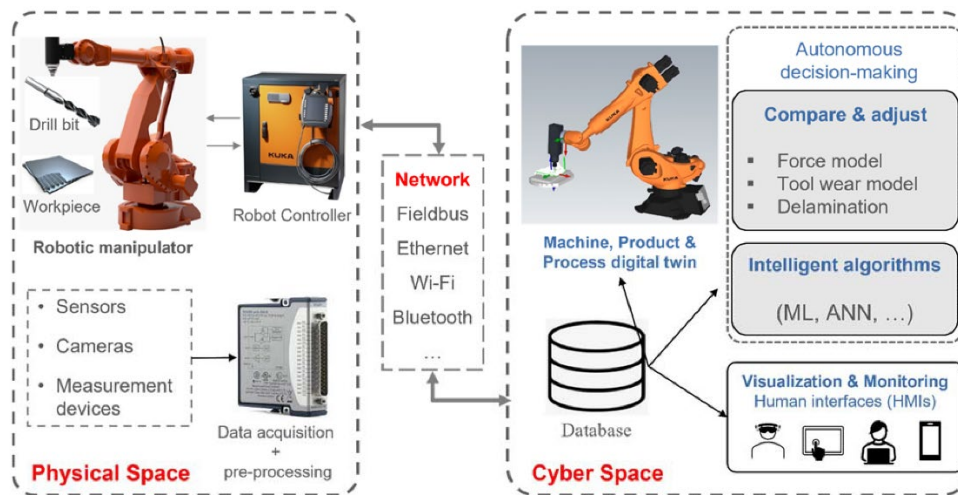 Drill bit
Workpiece
Robotic manipulator
KUKA
Robot Controller
Sensors
Cameras
Measurement
devices
Data acquisition
+
pre-processing
Physical Space
Network
Fieldbus
Ethernet
Wi-Fi
Bluetooth
...
KUKA
KUKA
Machine, Product &
Process digital twin
Database
Cyber Space
Autonomous
decision-making
Compare & adjust
Force model
Tool wear model
Delamination
Intelligent algorithms
(ML, ANN, ...)
Visualization & Monitoring
Human interfaces (HMIs)